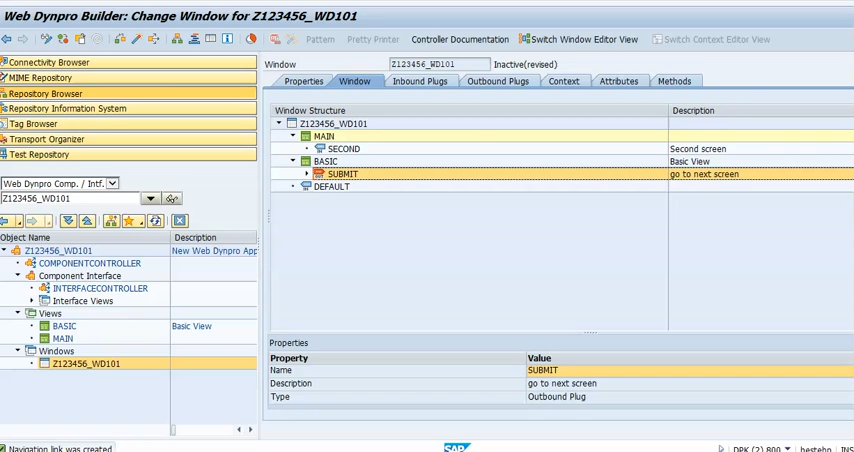 Web Dynpro Builder: Change Window for Z123456_WD101
Pattern Pretty Printer Controller Documentation Switch Window Editor View Switch Context Editor View
Connectivity Browser
MIME Repository
Repository Browser
Repository Information System
Tag Browser
Transport Organizer
Test Repository
Web Dynpro Comp. / Intf.
Z123456_WD101
Object Name Description
Z123456_WD101 New Web Dynpro App
COMPONENTCONTROLLER
Component Interface
INTERFACECONTROLLER
Interface Views
Views
BASIC Basic View
MAIN
Windows
Z123456_WD101
Window Z123456_WD101 Inactive(revised)
Properties Window Inbound Plugs Outbound Plugs Context Attributes Methods
Window Structure Description
Z123456_WD101
MAIN
SECOND Second screen
BASIC Basic View
SUBMIT go to next screen
DEFAULT
Properties
Property Value
Name SUBMIT
Description go to next screen
Type Outbound Plug
Navigation link was created
SAP
DPK (2) 800 hestehn INS